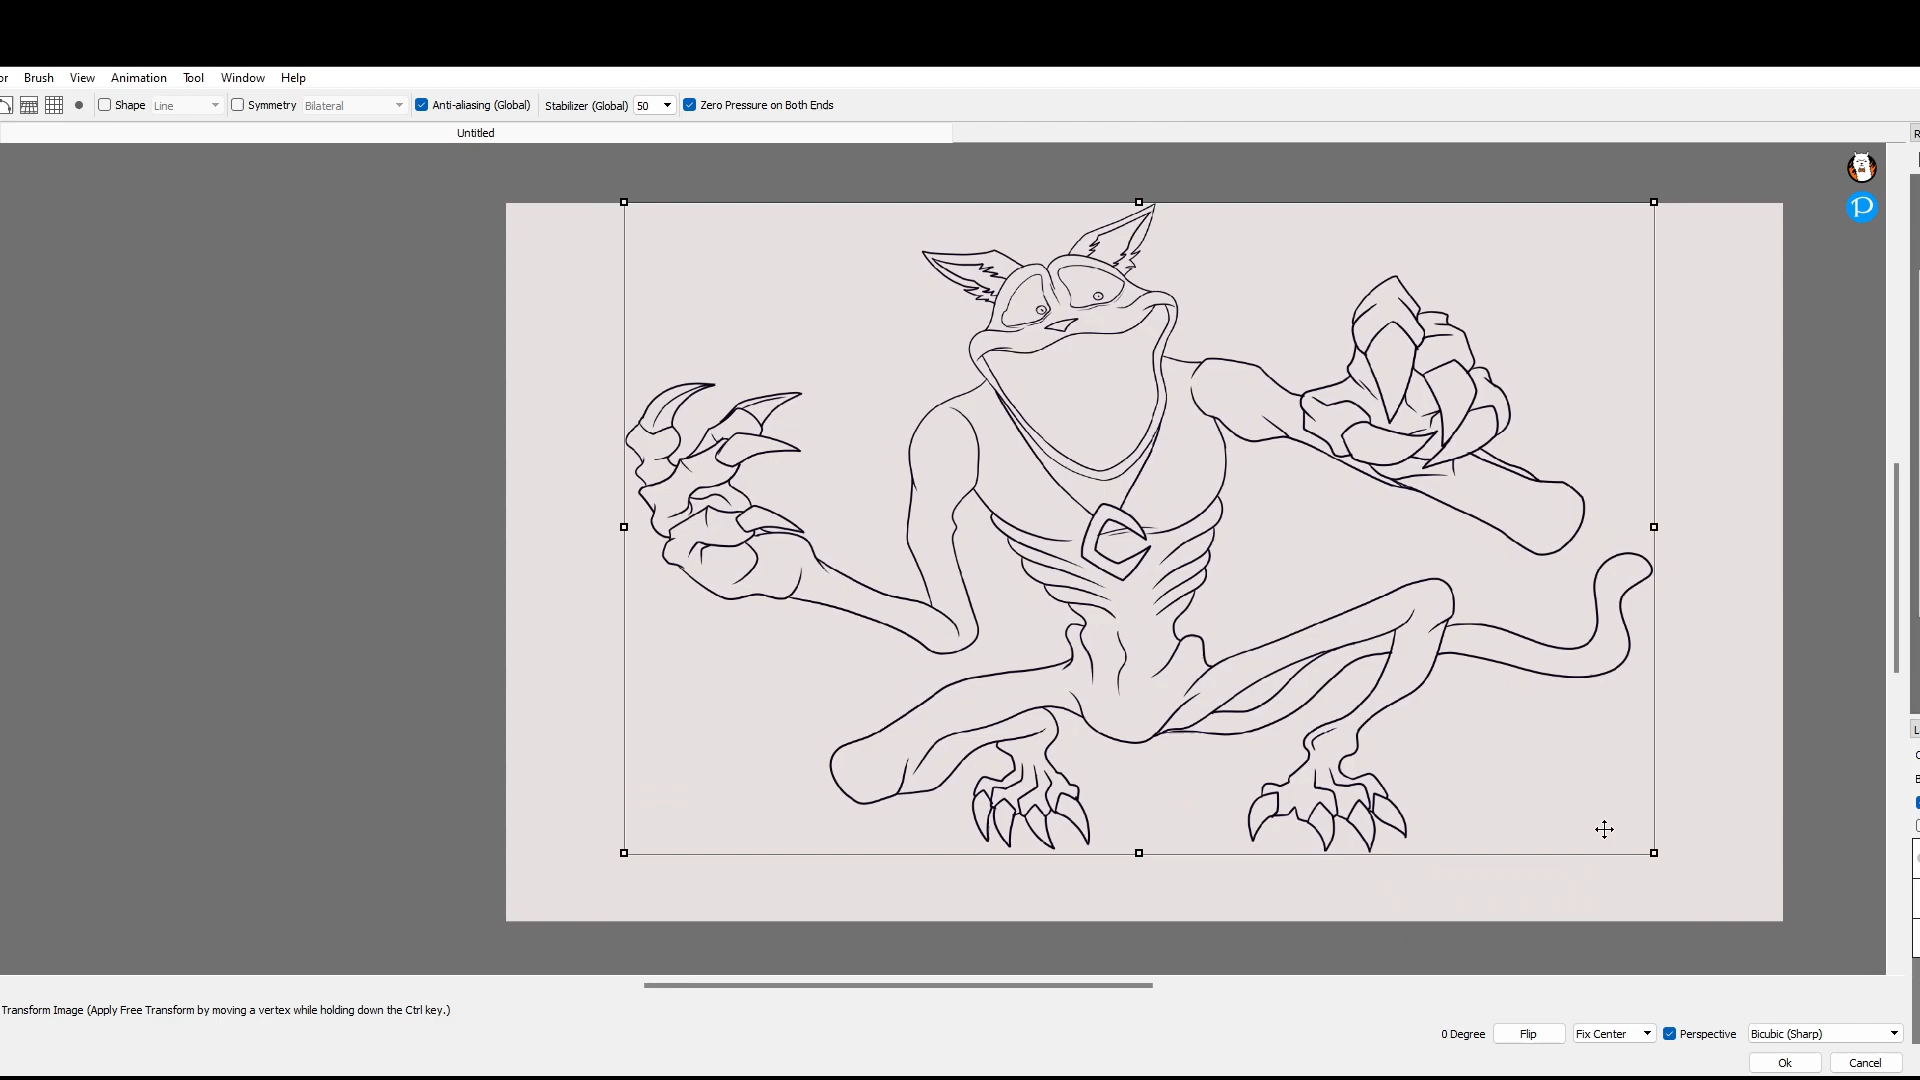 or Brush View Animation Tool Window Help
Shape Line Symmetry Bilateral Anti-aliasing (Global) Stabilizer (Global) 50 Zero Pressure on Both Ends
Untitled
R
P
L
Transform Image (Apply Free Transform by moving a vertex while holding down the Ctrl key.)
0 Degree Flip Fix Center Perspective Bicubic (Sharp)
Ok Cancel